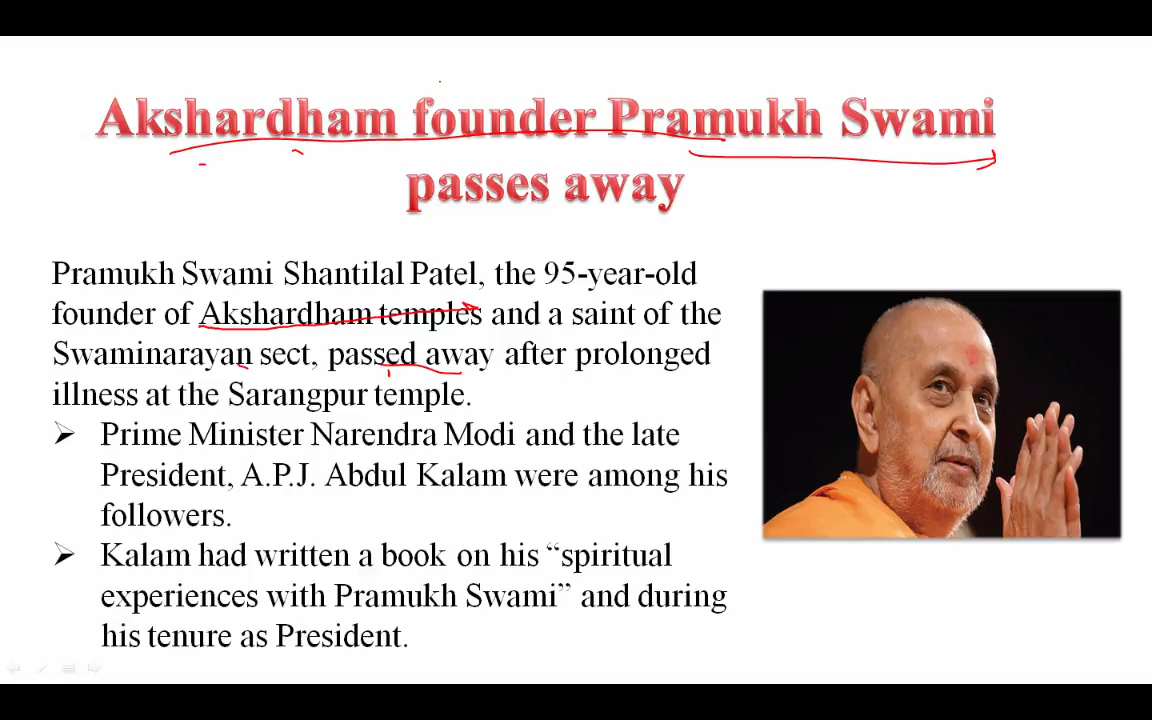 Akshardham founder Pramukh Swami
passes away
Pramukh Swami Shantilal Patel, the 95-year-old
founder of Akshardham temples and a saint of the
Swaminarayan sect, passed away after prolonged
illness at the Sarangpur temple.
➢ Prime Minister Narendra Modi and the late
President, A.P.J. Abdul Kalam were among his
followers.
➢ Kalam had written a book on his “spiritual
experiences with Pramukh Swami” and during
his tenure as President.